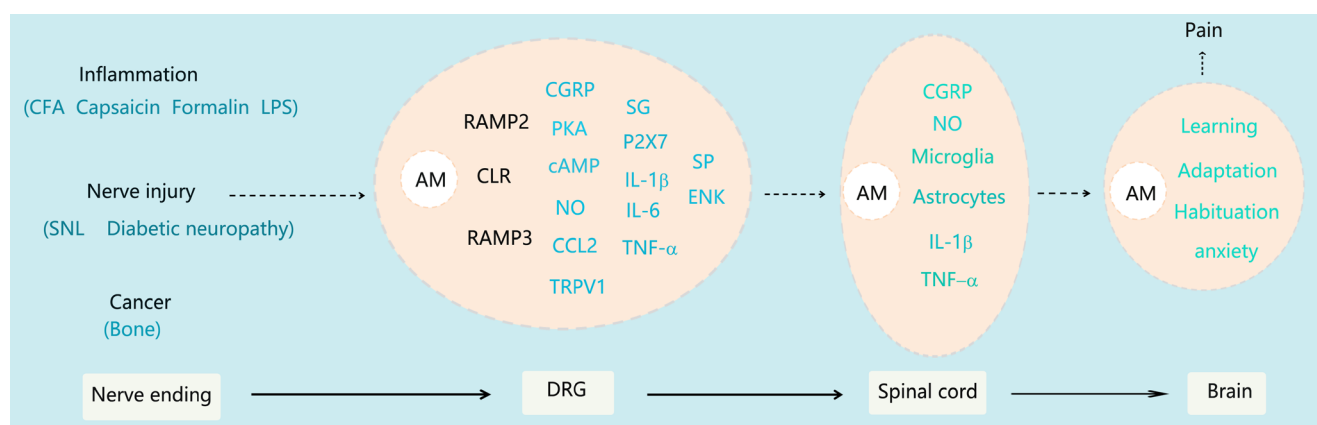 Inflammation
(CFA Capsaicin Formalin LPS)
Nerve injury
(SNL Diabetic neuropathy)
Cancer
(Bone)
AM
RAMP2
CLR
RAMP3
CGRP
PKA
cAMP
NO
CCL2
TRPV1
SG
P2X7
IL-1β
IL-6
TNF-α
SP
ENK
AM
CGRP
NO
Microglia
Astrocytes
IL-1β
TNF–α
Pain
AM
Learning
Adaptation
Habituation
anxiety
Nerve ending
DRG
Spinal cord
Brain